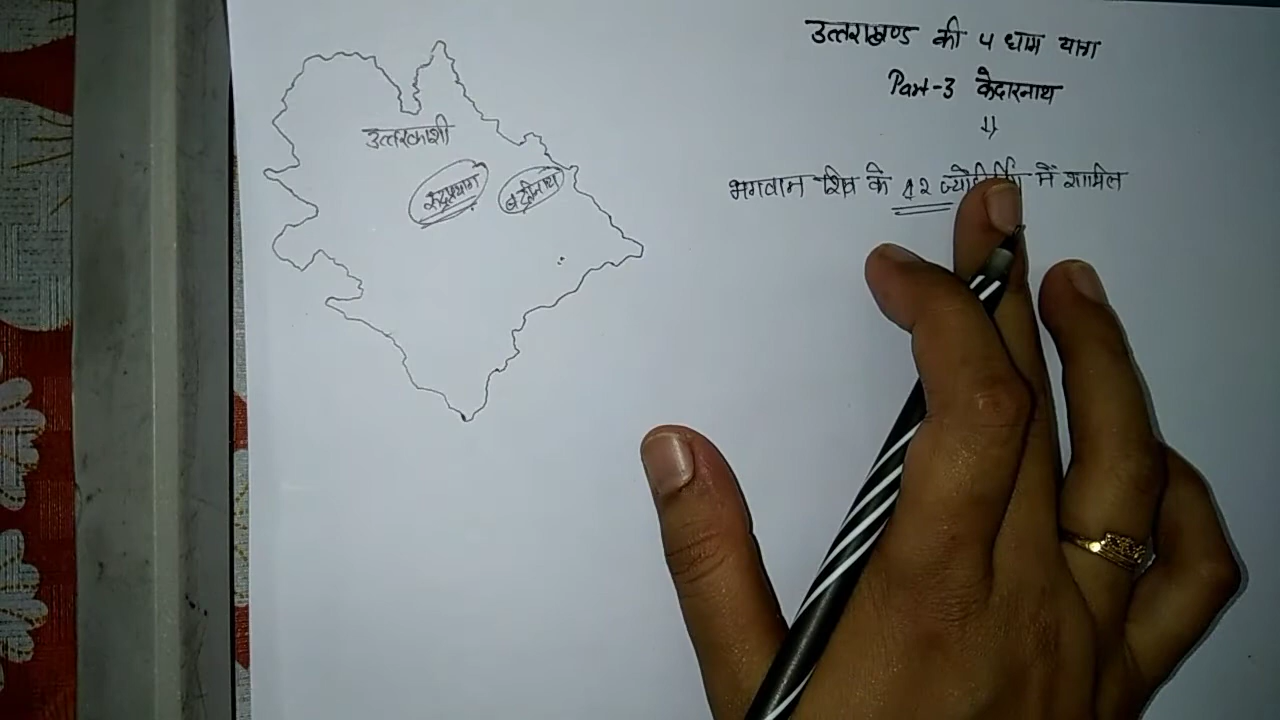 उत्तराखण्ड की 4 धाम यात्रा
Part-3 केदारनाथ
भगवान शिव के 12 में शामिल
उत्तरकाशी
रुद्रप्रयाग
बद्रीनाथ